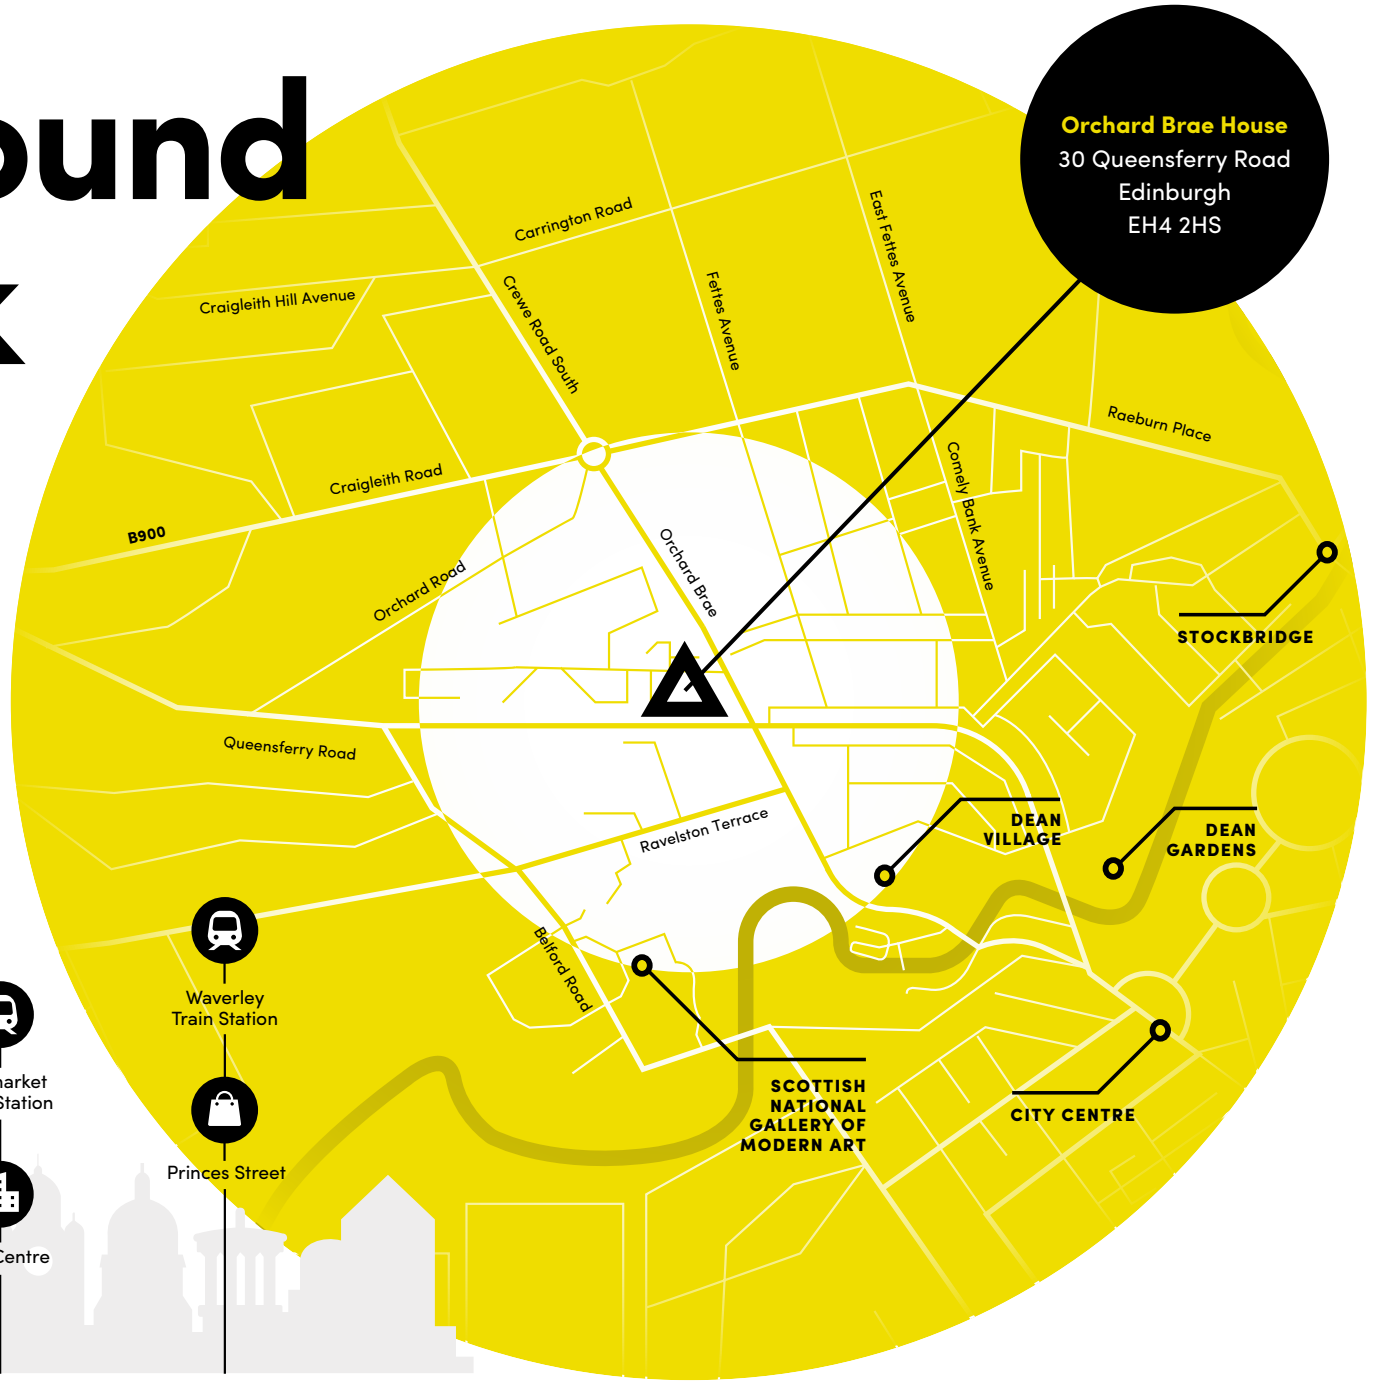 Orchard Brae House
30 Queensferry Road
Edinburgh
EH4 2HS
Carrington Road
East Fettes Avenue
Craigleith Hill Avenue
Crewe Road South
Fettes Avenue
Raeburn Place
Craigleith Road
Comely Bank Avenue
B900
Orchard Brae
Orchard Road
STOCKBRIDGE
Queensferry Road
Ravelston Terrace
DEAN
VILLAGE
DEAN
GARDENS
Belford Road
Waverley
Train Station
Station
SCOTTISH
NATIONAL
GALLERY OF
MODERN ART
CITY CENTRE
Princes Street
Centre